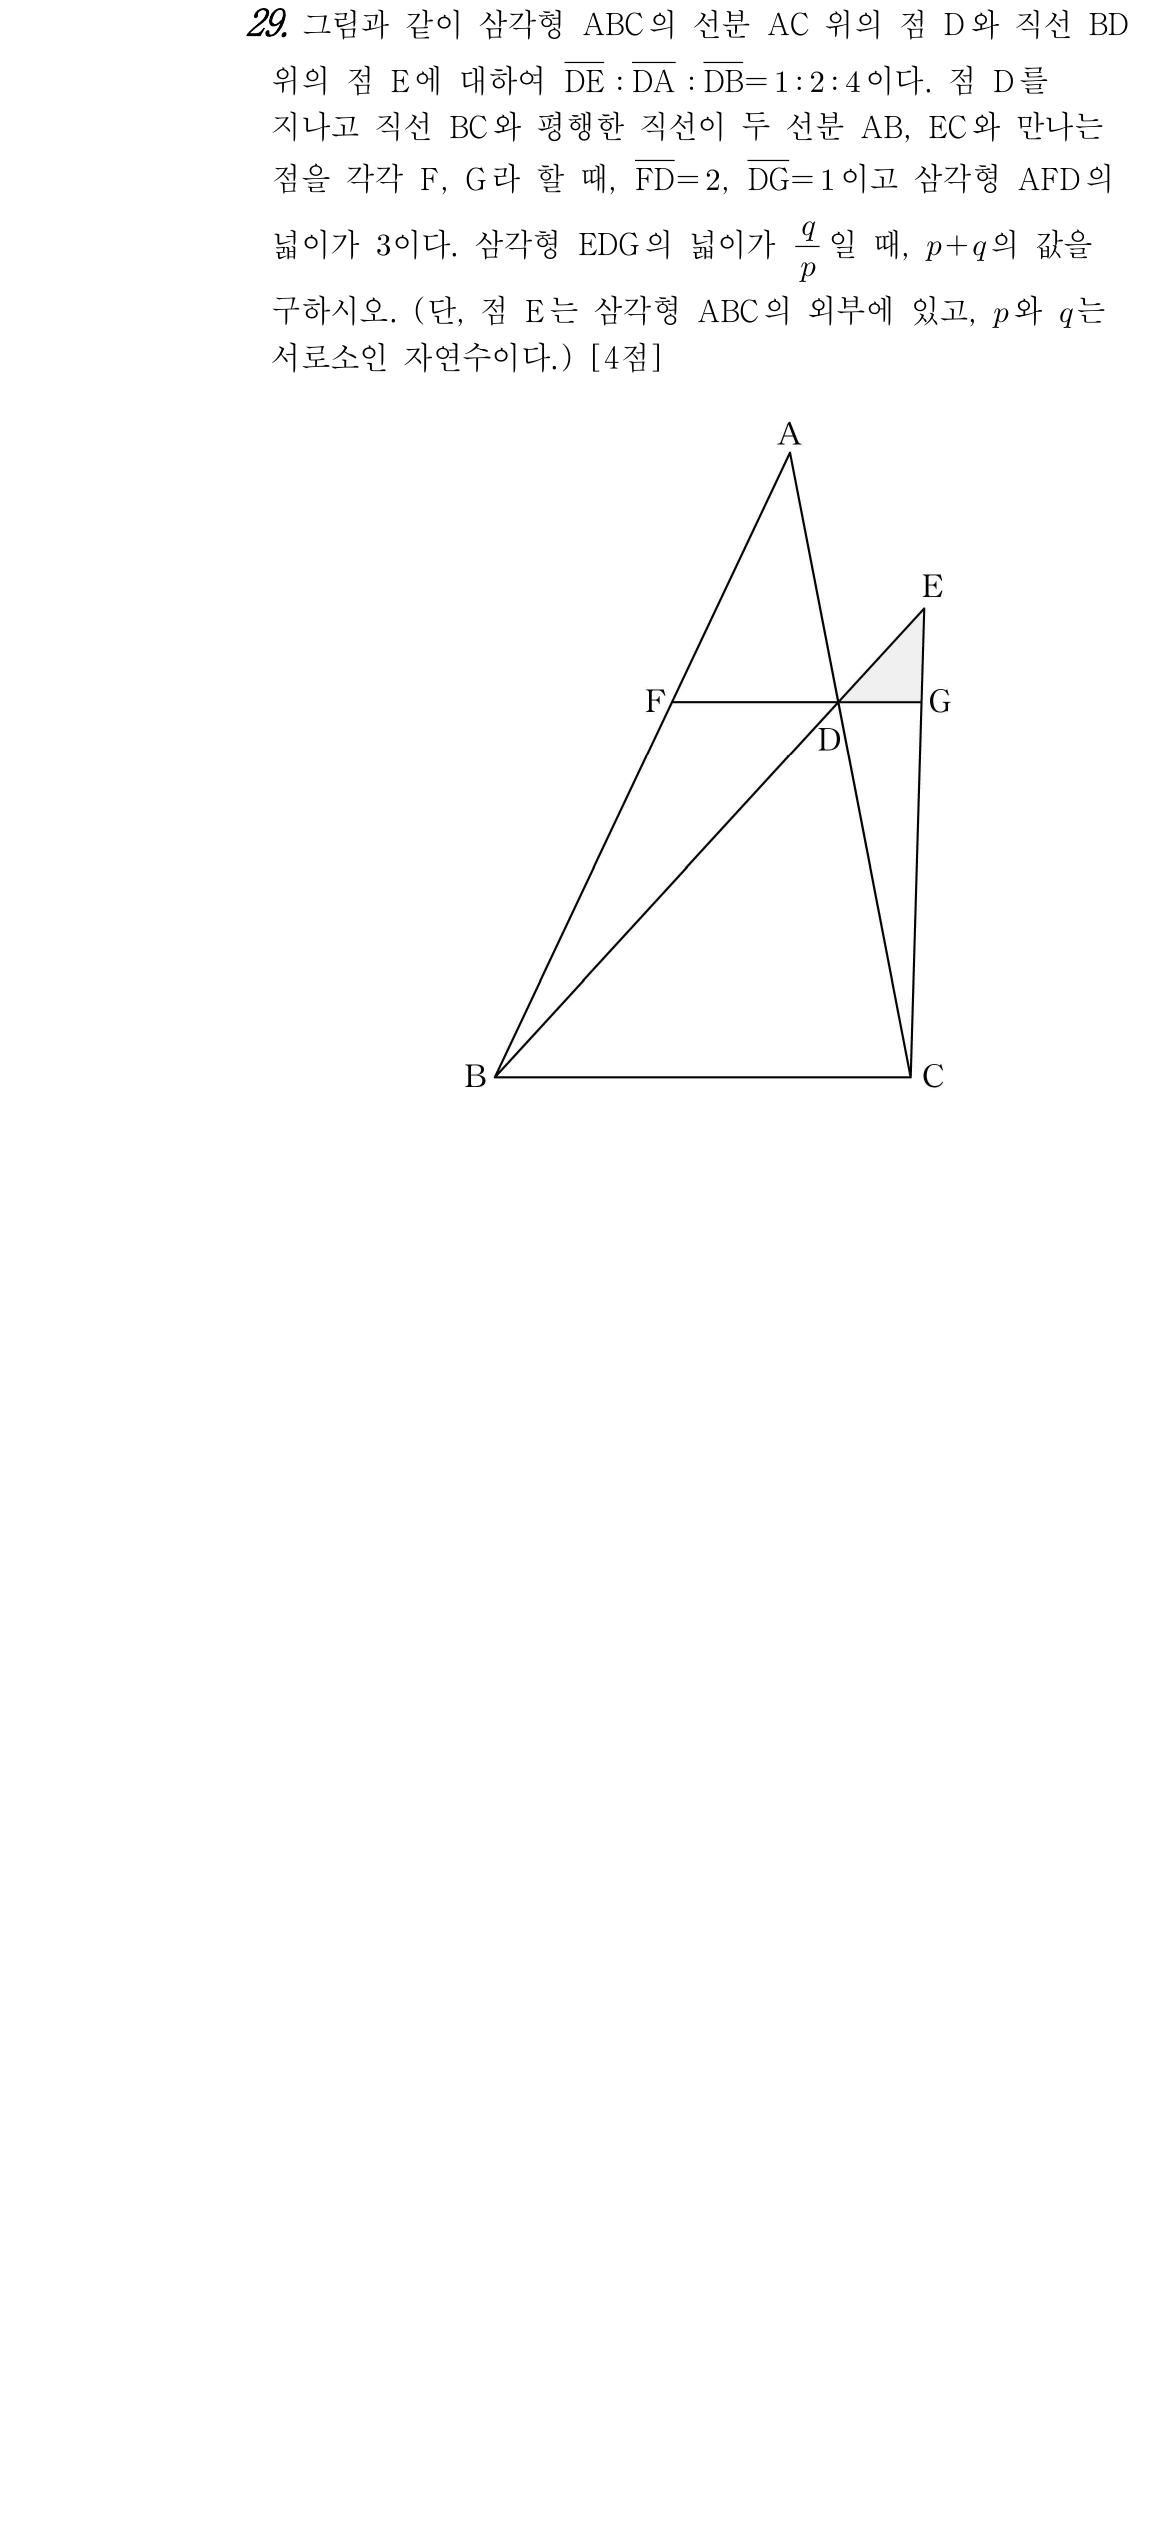 29. 그림과 같이 삼각형 ABC의 선분 AC 위의 점 D와 직선 BD
위의 점 E에 대하여 \overline{DE} : \overline{DA} : \overline{DB} = 1 : 2 : 4이다. 점 D를
지나고 직선 BC와 평행한 직선이 두 선분 AB, EC와 만나는
점을 각각 F, G라 할 때, \overline{FD} = 2, \overline{DG} = 1이고 삼각형 AFD의
넓이가 3이다. 삼각형 EDG의 넓이가 \frac{q}{p}일 때, p+q의 값을
구하시오. (단, 점 E는 삼각형 ABC의 외부에 있고, p와 q는
서로소인 자연수이다.) [4점]
A
E
F
G
D
B
C